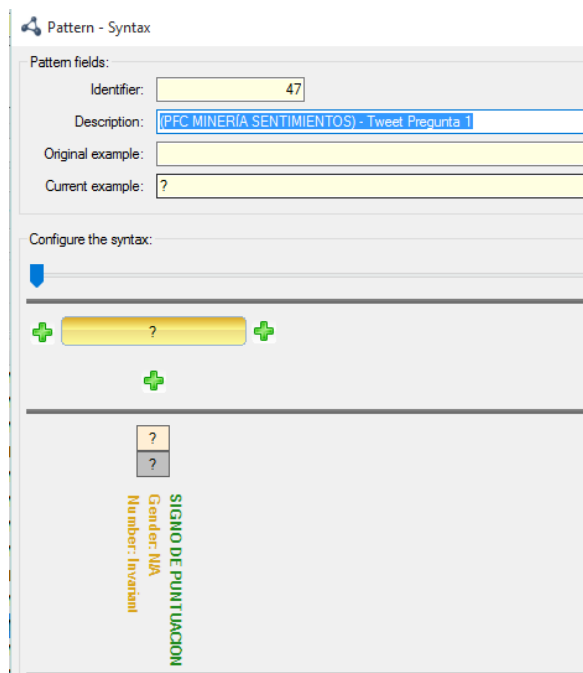 Pattern - Syntax
Pattern fields:
Identifier: 47
Description: (PFC MINERÍA SENTIMIENTOS) - Tweet Pregunta 1
Original example:
Current example: ?
Configure the syntax:
?
?
?
SIGNO DE PUNTUACION
Gender: N/A
Number: Invariant